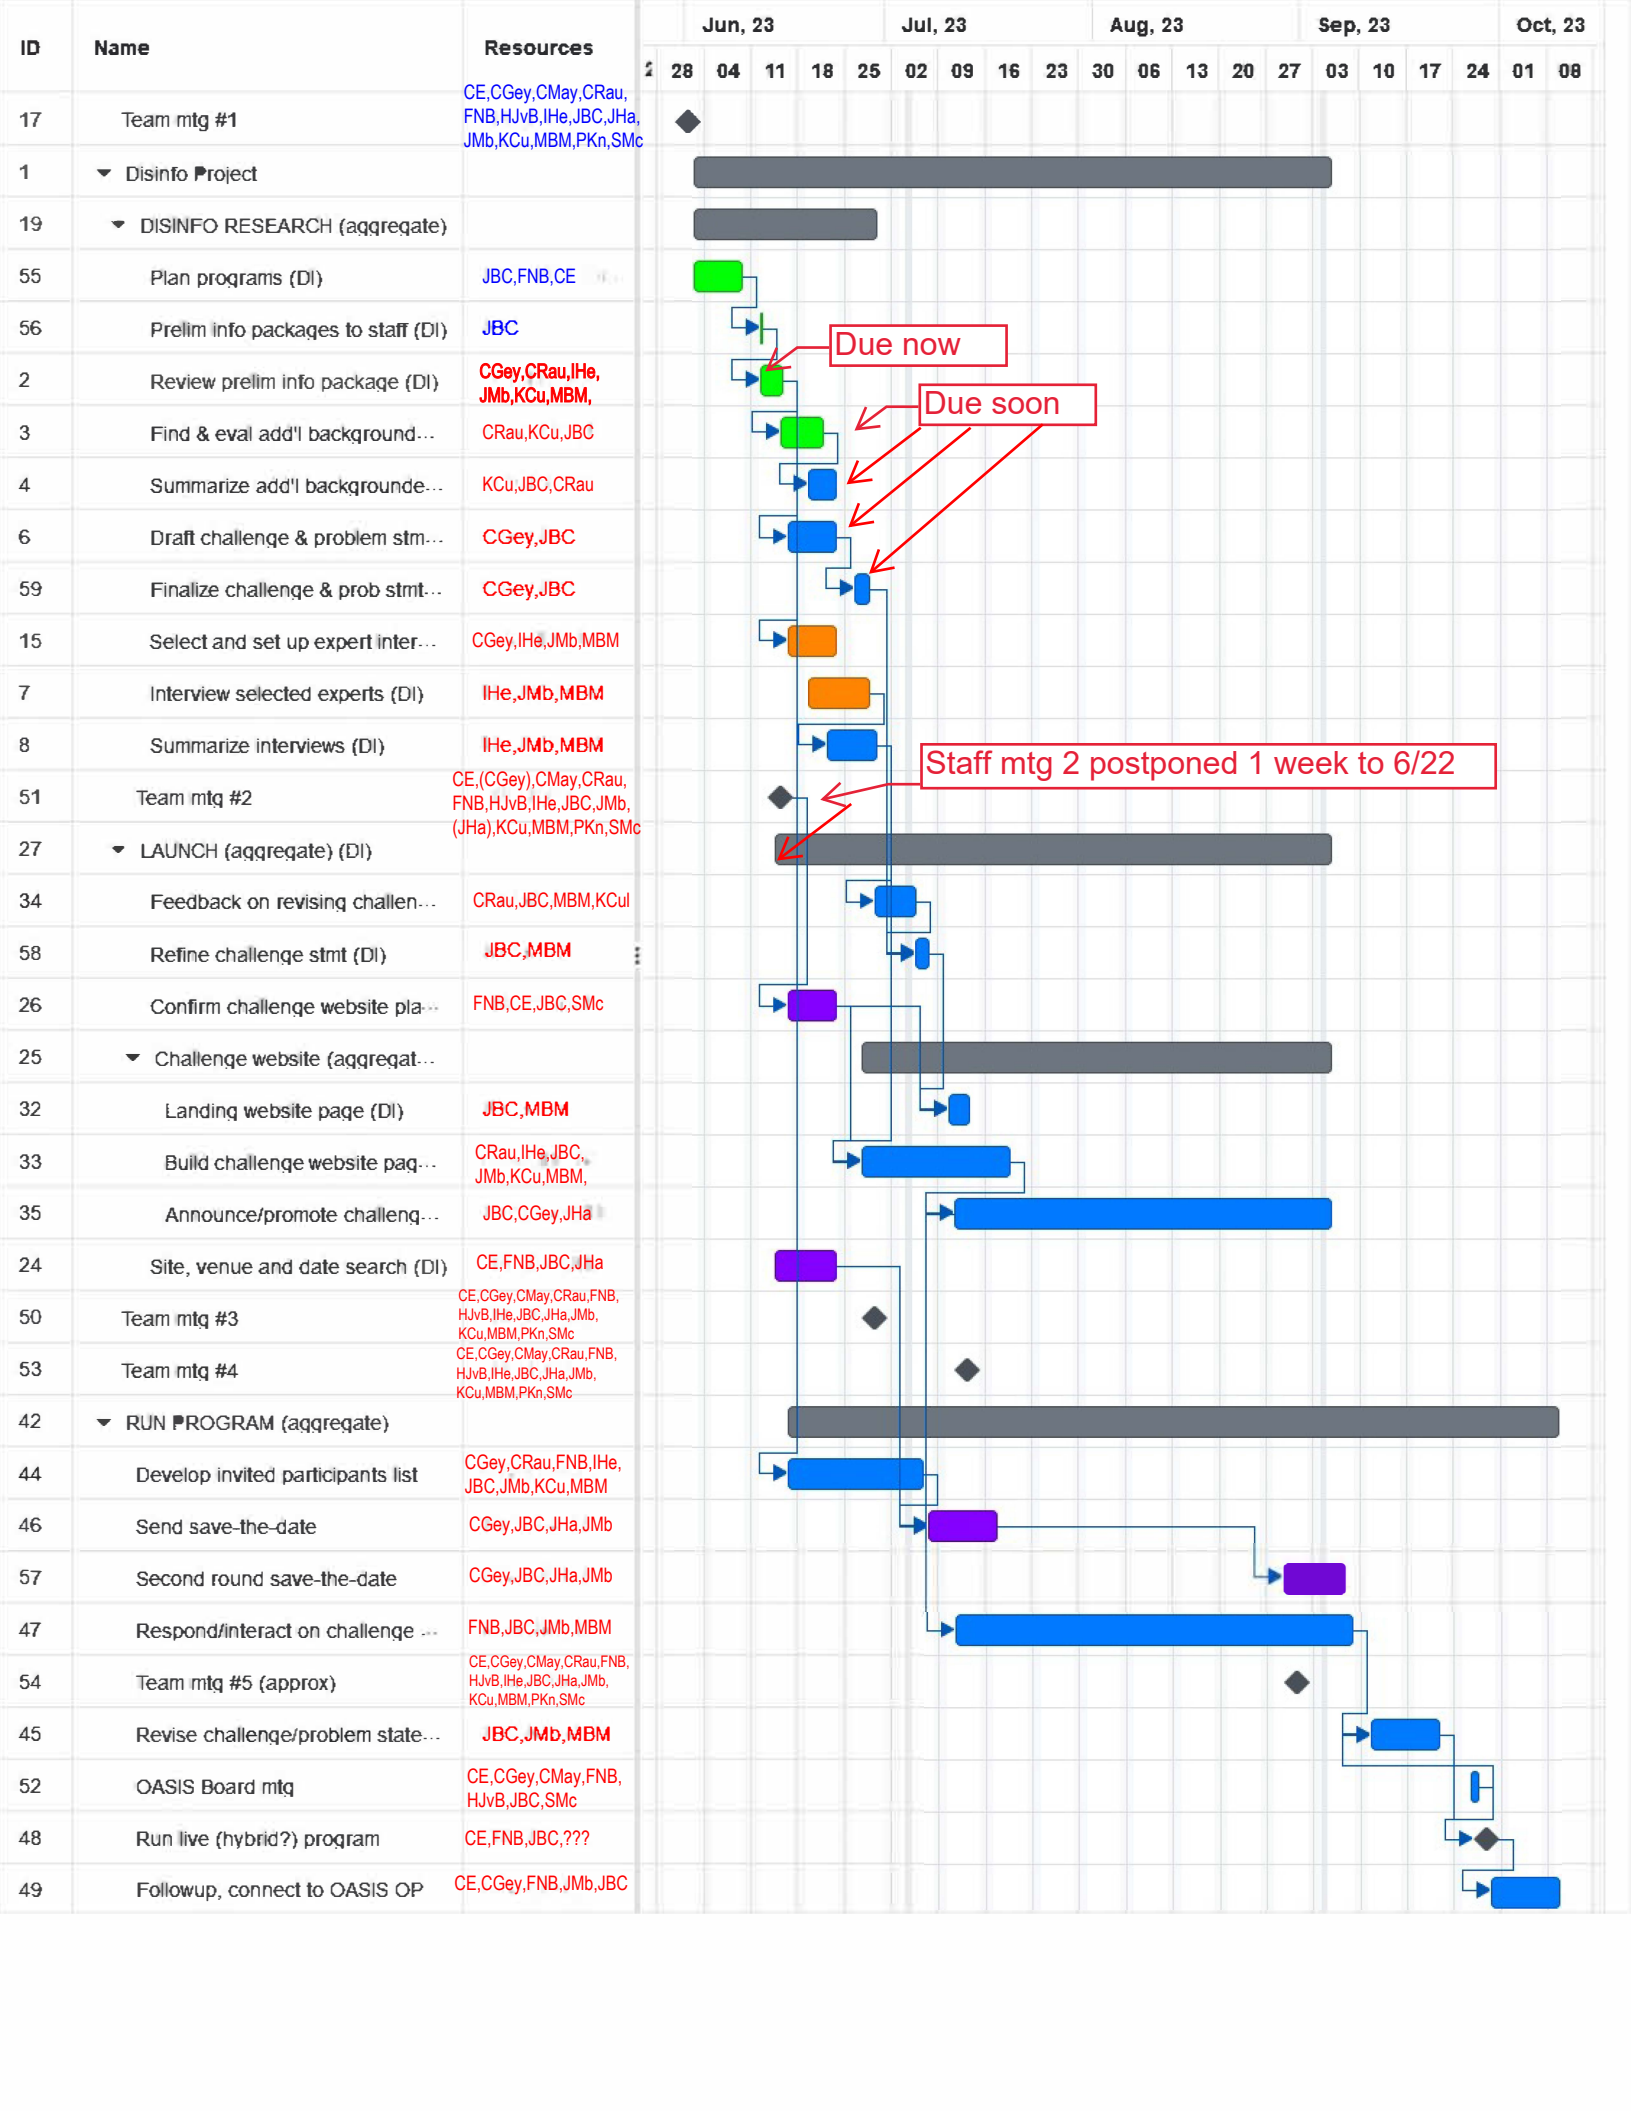 Jun, 23 Jul, 23 Aug, 23 Sep, 23 Oct, 23
ID Name Resources
28 04 11 18 25 02 09 16 23 30 06 13 20 27 03 10 17 24 01 08
CE,CGey,CMay,CRau,
17 Team mtg #1 FNB,HJvB,IHe,JBC,JHa,
JMb,KCu,MBM,PKn,SMc
1 Disinfo Project
19 DISINFO RESEARCH (aggregate)
55 Plan programs (DI) JBC,FNB,CE
56 Prelim info packages to staff (DI) JBC
Due now
2 Review prelim info package (DI) CGey,CRau,IHe,
JMb,KCu,MBM,
Due soon
3 Find & eval add'l background... CRau,KCu,JBC
4 Summarize add'l backgrounde... KCu,JBC,CRau
6 Draft challenge & problem stm... CGey,JBC
59 Finalize challenge & prob stmt... CGey,JBC
15 Select and set up expert inter... CGey,IHe,JMb,MBM
7 Interview selected experts (DI) IHe,JMb,MBM
8 Summarize interviews (DI) IHe,JMb,MBM
Staff mtg 2 postponed 1 week to 6/22
CE,(CGey),CMay,CRau,
51 Team mtg #2 FNB,HJvB,IHe,JBC,JMb,
(JHa),KCu,MBM,PKn,SMc
27 LAUNCH (aggregate) (DI)
34 Feedback on revising challen... CRau,JBC,MBM,KCul
58 Refine challenge stmt (DI) JBC,MBM
26 Confirm challenge website pla... FNB,CE,JBC,SMc
25 Challenge website (aggregat...
32 Landing website page (DI) JBC,MBM
33 Build challenge website pag... CRau,IHe,JBC,
JMb,KCu,MBM,
35 Announce/promote challeng... JBC,CGey,JHa
24 Site, venue and date search (DI) CE,FNB,JBC,JHa
CE,CGey,CMay,CRau,FNB,
50 Team mtg #3 HJvB,IHe,JBC,JHa,JMb,
KCu,MBM,PKn,SMc
CE,CGey,CMay,CRau,FNB,
53 Team mtg #4 HJvB,IHe,JBC,JHa,JMb,
KCu,MBM,PKn,SMc
42 RUN PROGRAM (aggregate)
44 Develop invited participants list CGey,CRau,FNB,IHe,
JBC,JMb,KCu,MBM
46 Send save-the-date CGey,JBC,JHa,JMb
57 Second round save-the-date CGey,JBC,JHa,JMb
47 Respond/interact on challenge ... FNB,JBC,JMb,MBM
CE,CGey,CMay,CRau,FNB,
54 Team mtg #5 (approx) HJvB,IHe,JBC,JHa,JMb,
KCu,MBM,PKn,SMc
45 Revise challenge/problem state... JBC,JMb,MBM
52 OASIS Board mtg CE,CGey,CMay,FNB,
HJvB,JBC,SMc
48 Run live (hybrid?) program CE,FNB,JBC,???
49 Followup, connect to OASIS OP CE,CGey,FNB,JMb,JBC